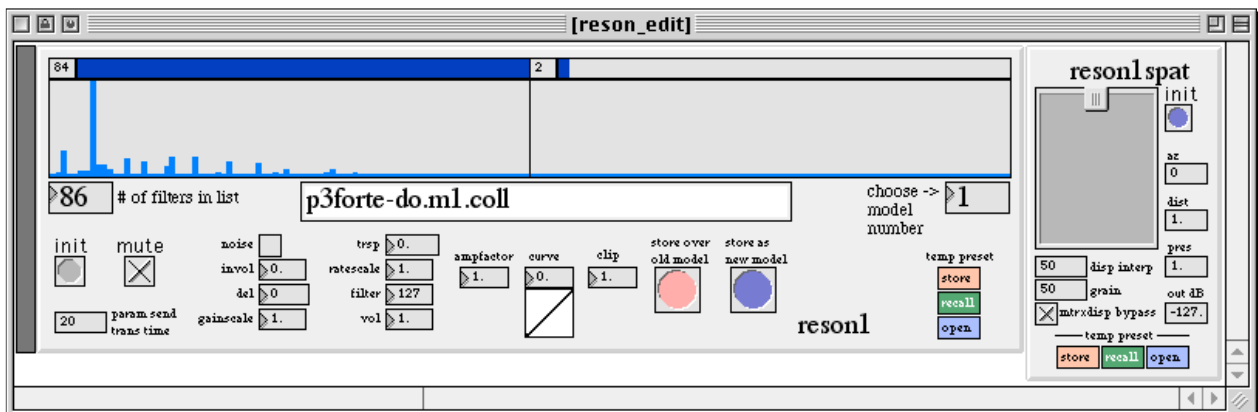 [reson_edit]
84
2
86
# of filters in list
p3forte-do.m1.coll
choose ->
model
number
1
init
mute
noise
invol
0.
del
0
gainscale
1.
20
param send
trans time
trsp
0.
ratescale
1.
filter
127
vol
1.
ampfactor
1.
curve
0.
clip
1.
store over
old model
store as
new model
reson1
temp preset
store
recall
open
reson1spat
init
az
0
dist
1.
pres
1.
50
disp interp
50
grain
out dB
mtrxdisp bypass
-127.
temp preset
store
recall
open